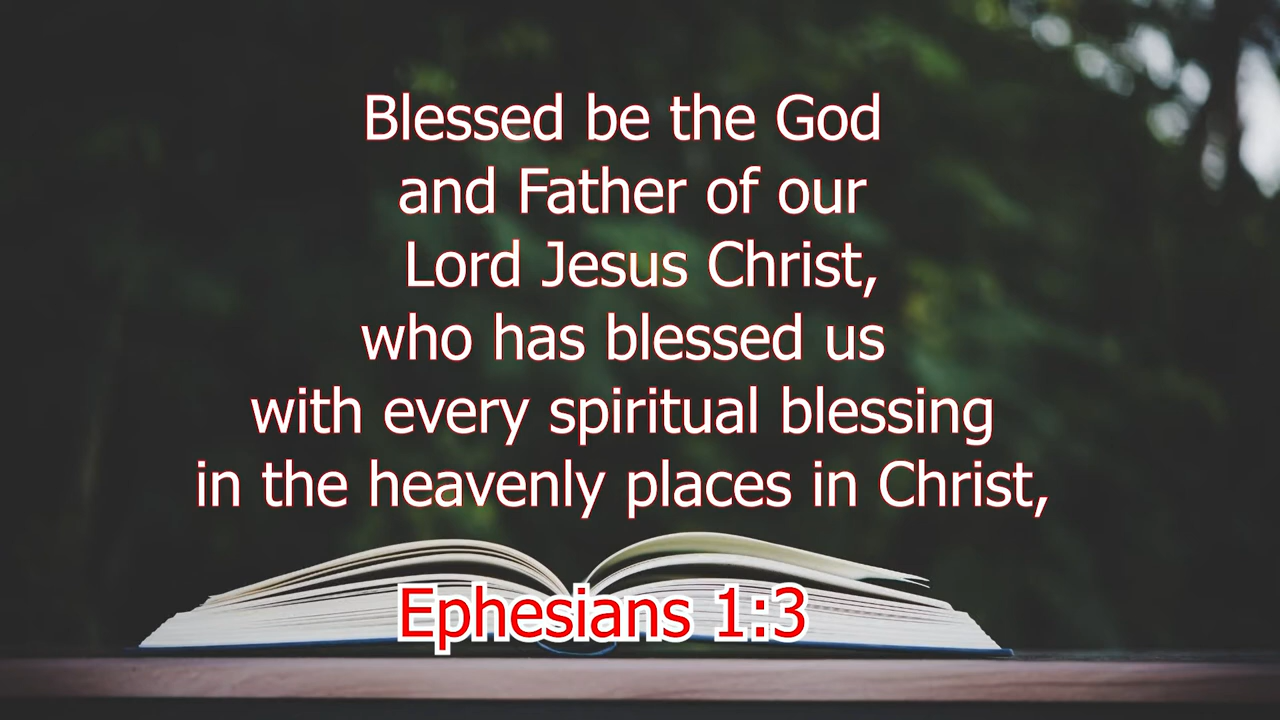 Blessed be the God
and Father of our
Lord Jesus Christ,
who has blessed us
with every spiritual blessing
in the heavenly places in Christ,
Ephesians 1:3